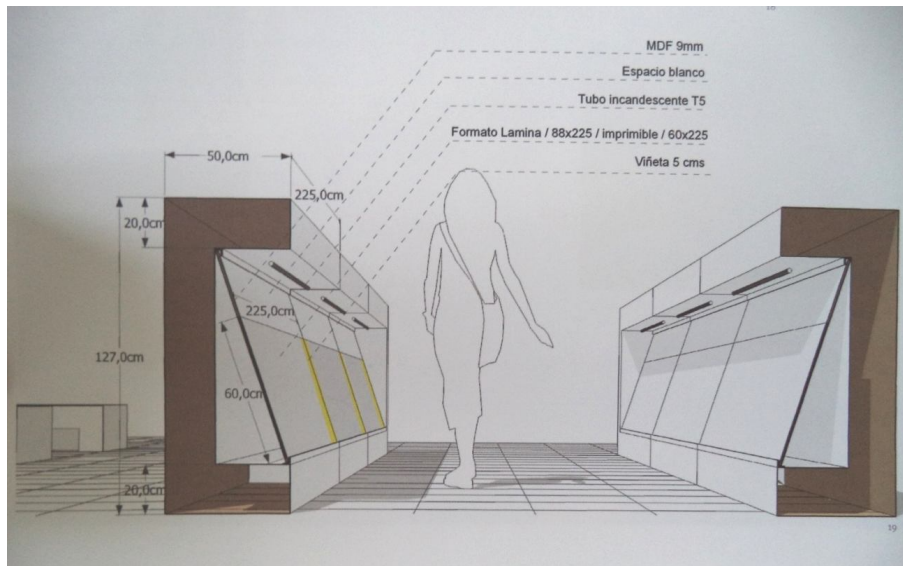 MDF 9mm
Espacio blanco
Tubo incandescente T5
Formato Lamina / 88x225 / imprimible / 60x225
Viñeta 5 cms
50,0cm
225,0cm
20,0cm
225,0cm
127,0cm
60,0cm
20,0cm
19